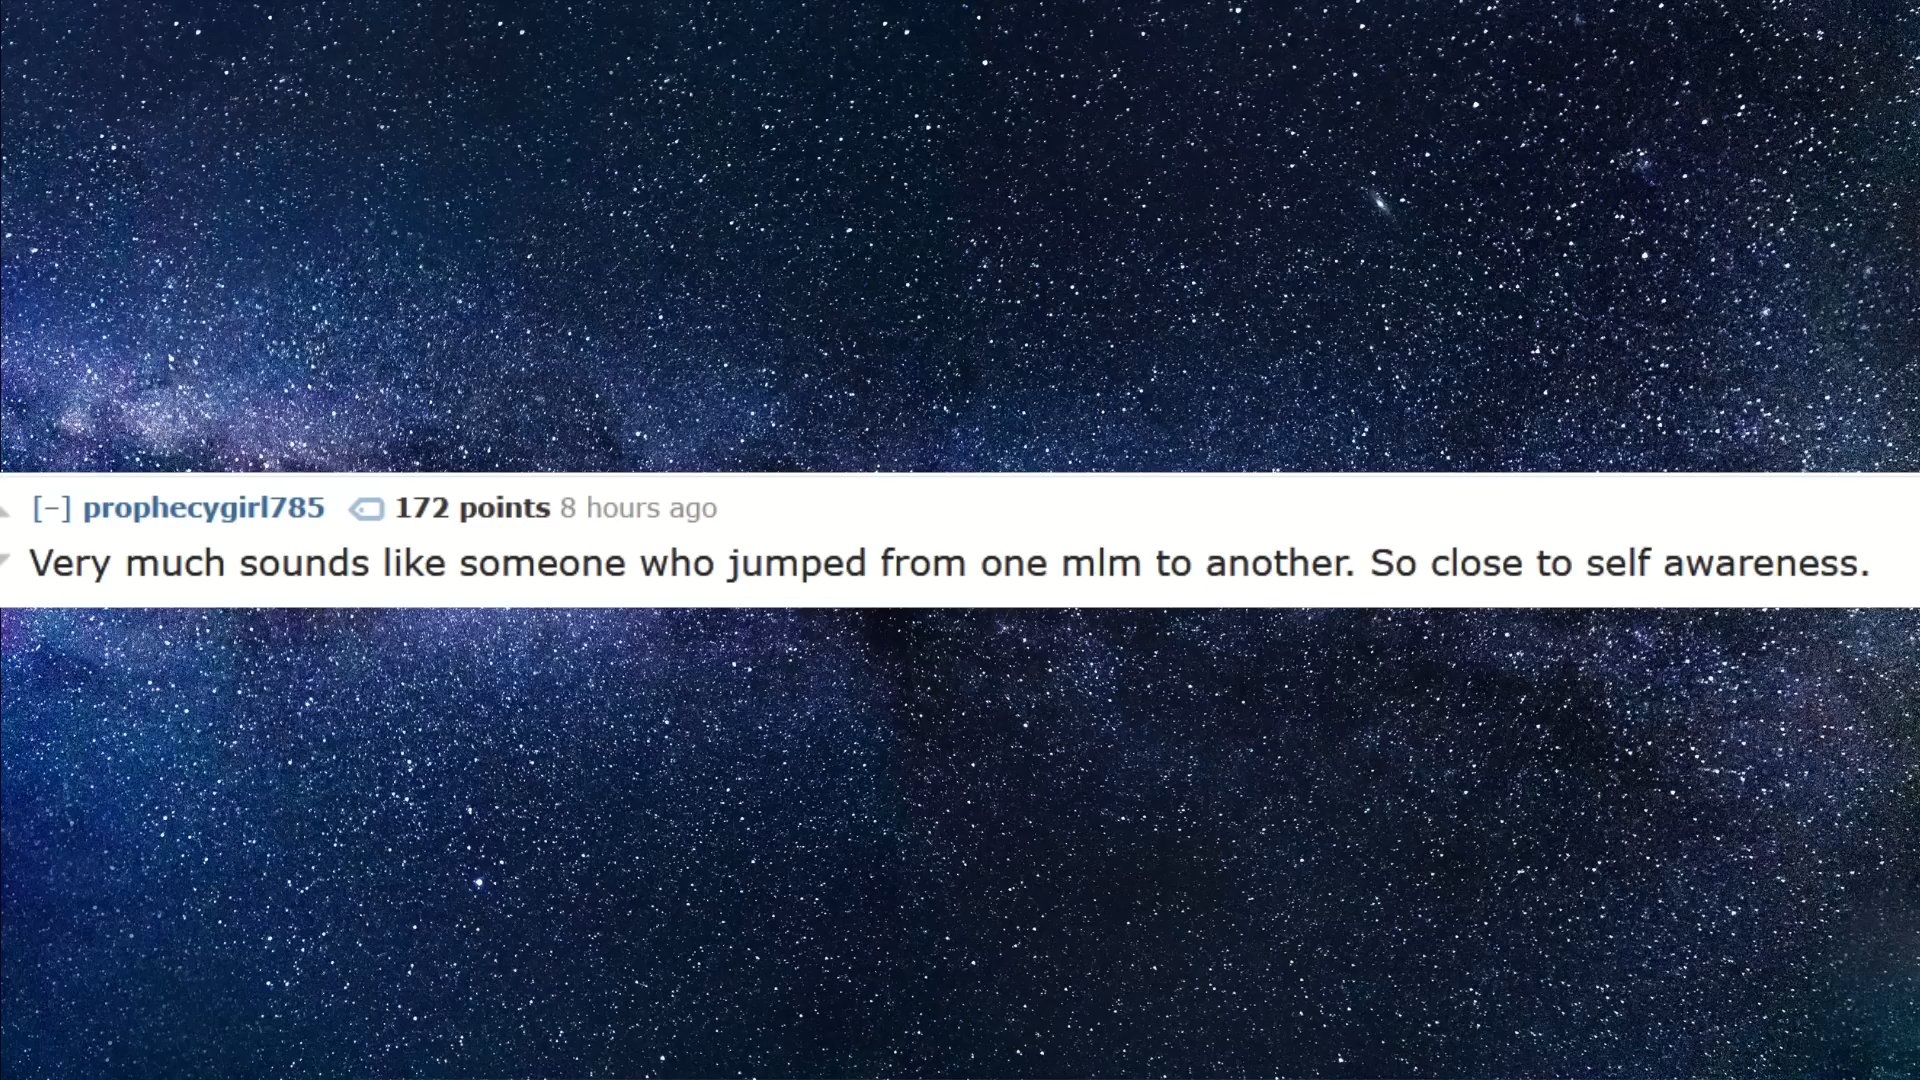 [−] prophecygirl785 172 points 8 hours ago
Very much sounds like someone who jumped from one mlm to another. So close to self awareness.